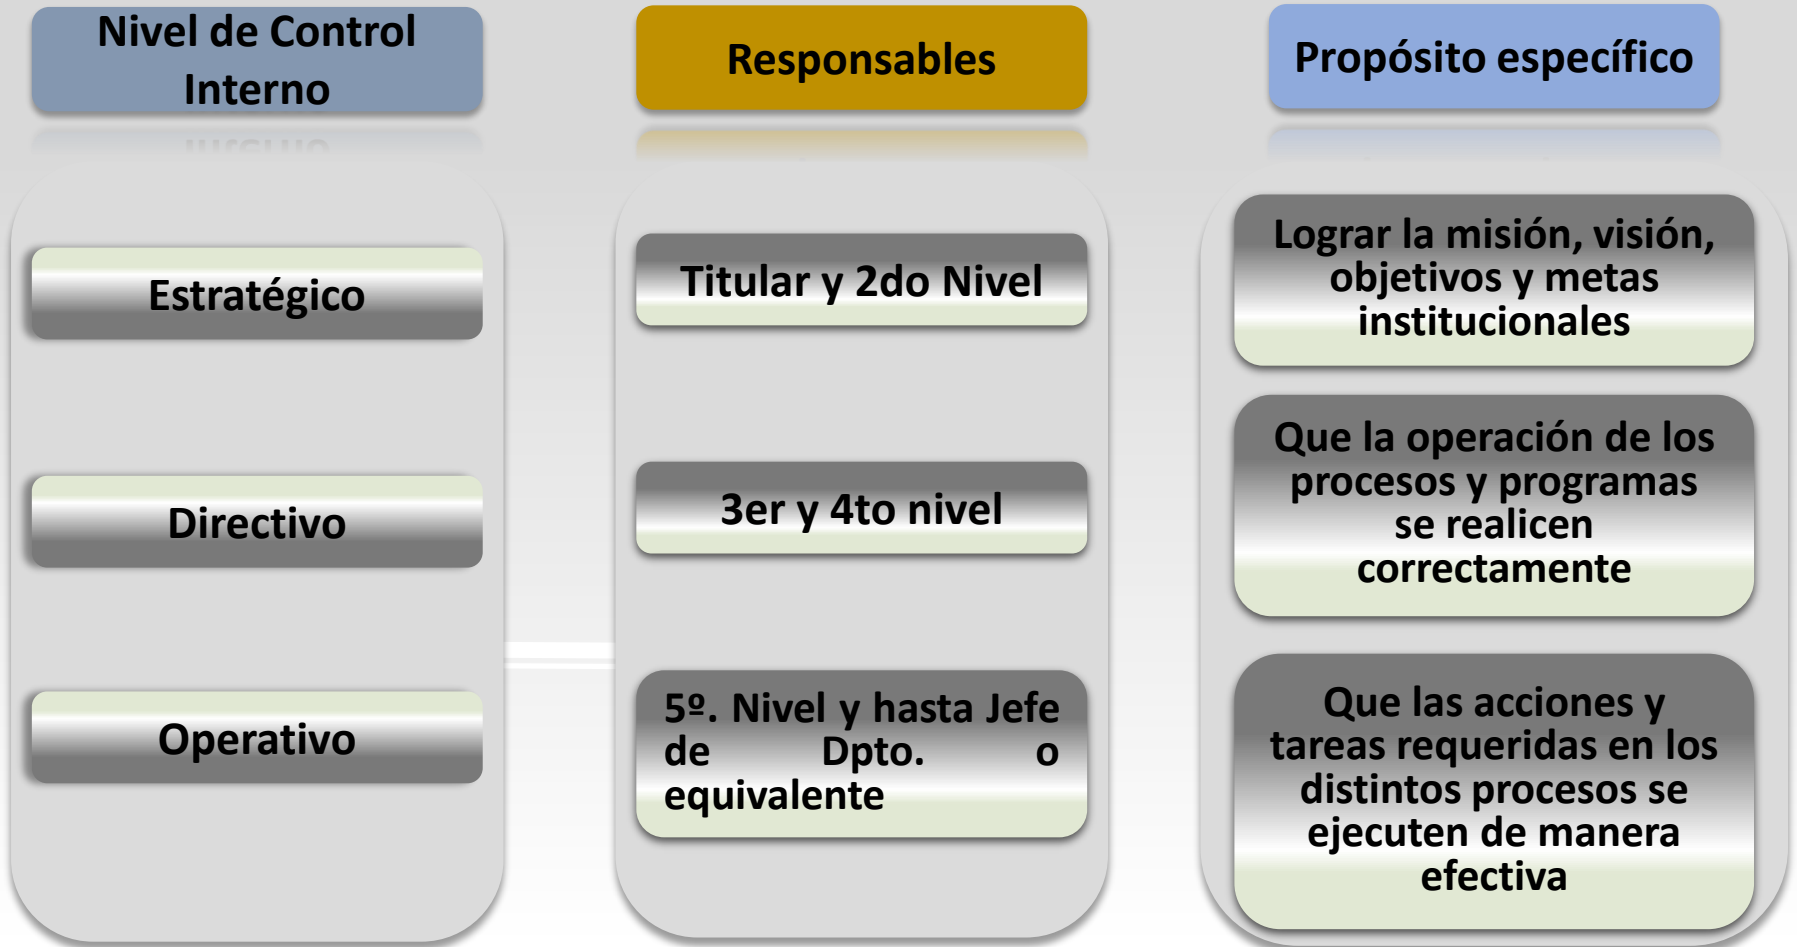 Nivel de Control
Interno
Responsables
Propósito específico
Estratégico
Titular y 2do Nivel
Lograr la misión, visión,
objetivos y metas
institucionales
Directivo
3er y 4to nivel
Que la operación de los
procesos y programas
se realicen
correctamente
Operativo
5º. Nivel y hasta Jefe
de Dpto. o
equivalente
Que las acciones y
tareas requeridas en los
distintos procesos se
ejecuten de manera
efectiva